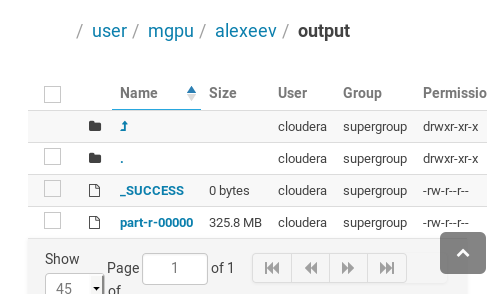 / user / mgpu / alexeev / output
Name Size User Group Permissio
cloudera supergroup drwxr-xr-x
. cloudera supergroup drwxr-xr-x
_SUCCESS 0 bytes cloudera supergroup -rw-r--r--
part-r-00000 325.8 MB cloudera supergroup -rw-r--r--
Show
45
of
Page 1 of 1